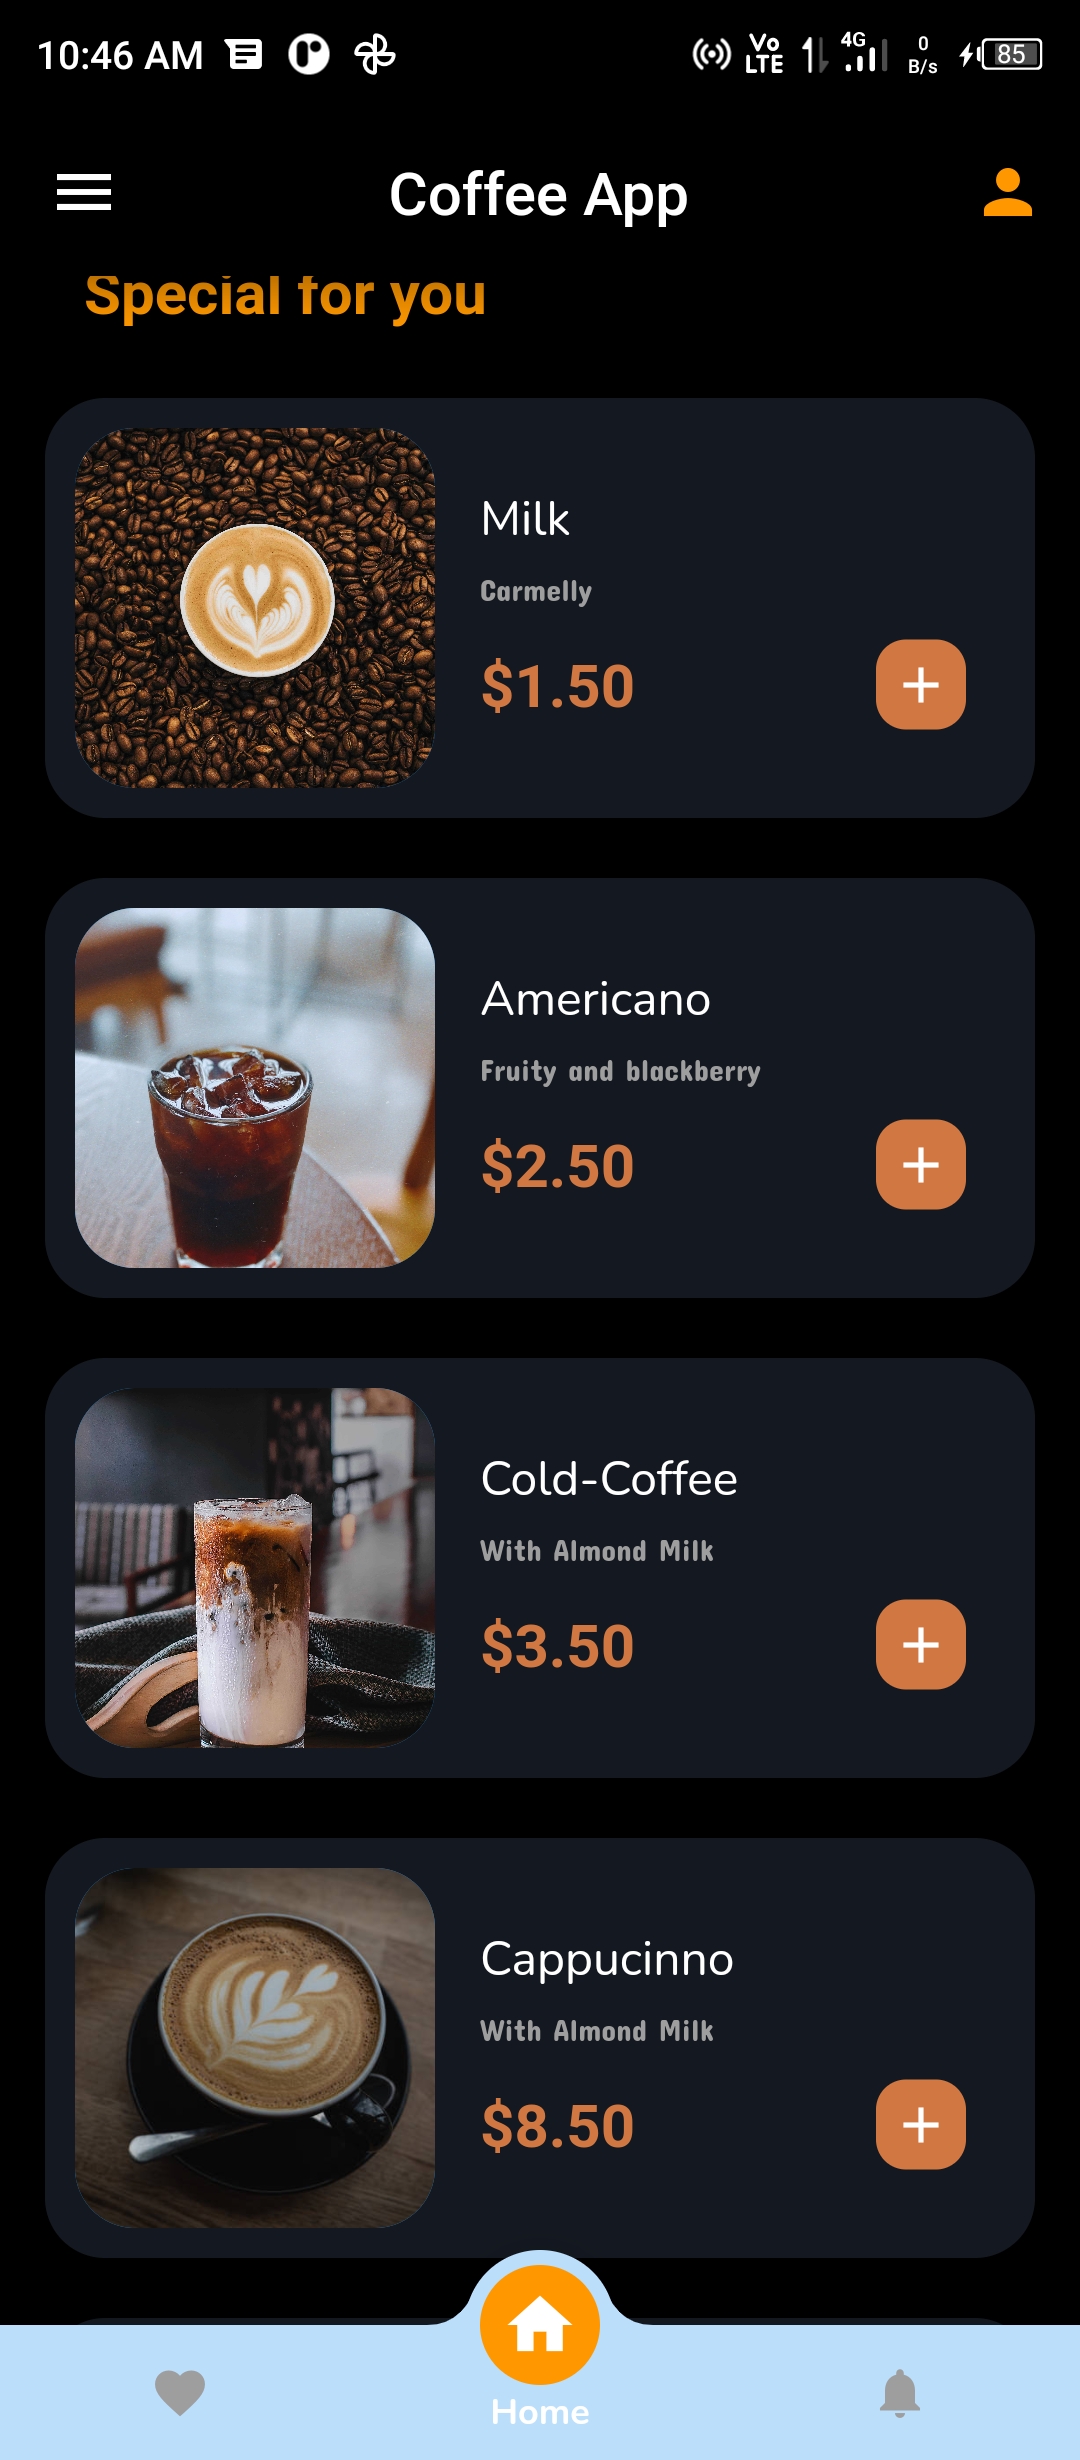 10:46 AM
Vo
LTE
4G
0
B/s
85
Coffee App
Special for you
Milk
Carmelly
$1.50
Americano
Fruity and blackberry
$2.50
Cold-Coffee
With Almond Milk
$3.50
Cappucinno
With Almond Milk
$8.50
Home